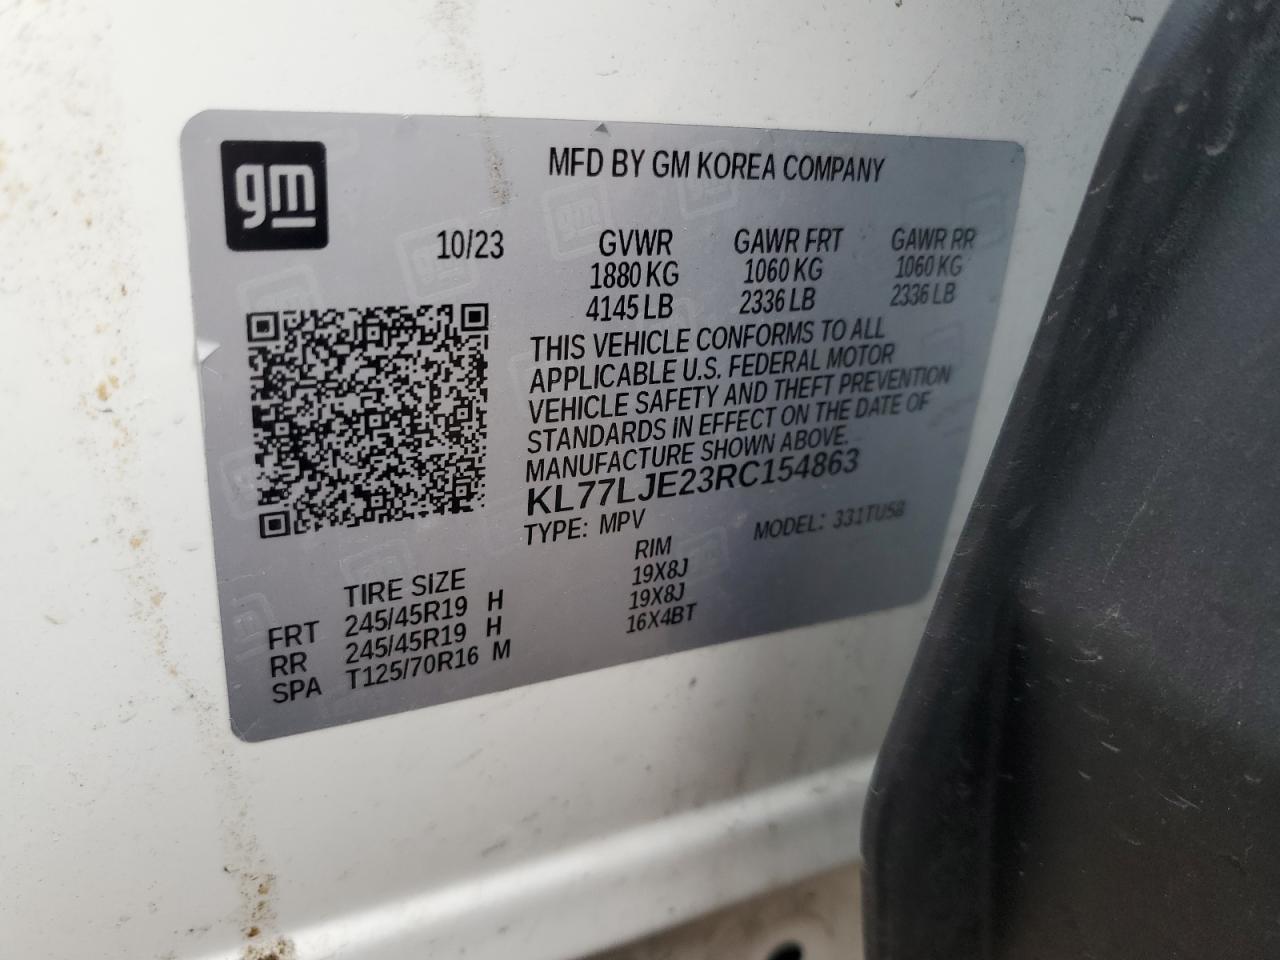 gm
MFD BY GM KOREA COMPANY
10/23
GVWR GAWR FRT GAWR RR
1880 KG 1060 KG 1060 KG
4145 LB 2336 LB 2336 LB
THIS VEHICLE CONFORMS TO ALL
APPLICABLE U.S. FEDERAL MOTOR
VEHICLE SAFETY AND THEFT PREVENTION
STANDARDS IN EFFECT ON THE DATE OF
MANUFACTURE SHOWN ABOVE.
KL77LJE23RC154863
TYPE: MPV MODEL: 331TU58
TIRE SIZE RIM
FRT 245/45R19 H 19X8J
RR 245/45R19 H 19X8J
SPA T125/70R16 M 16X4BT